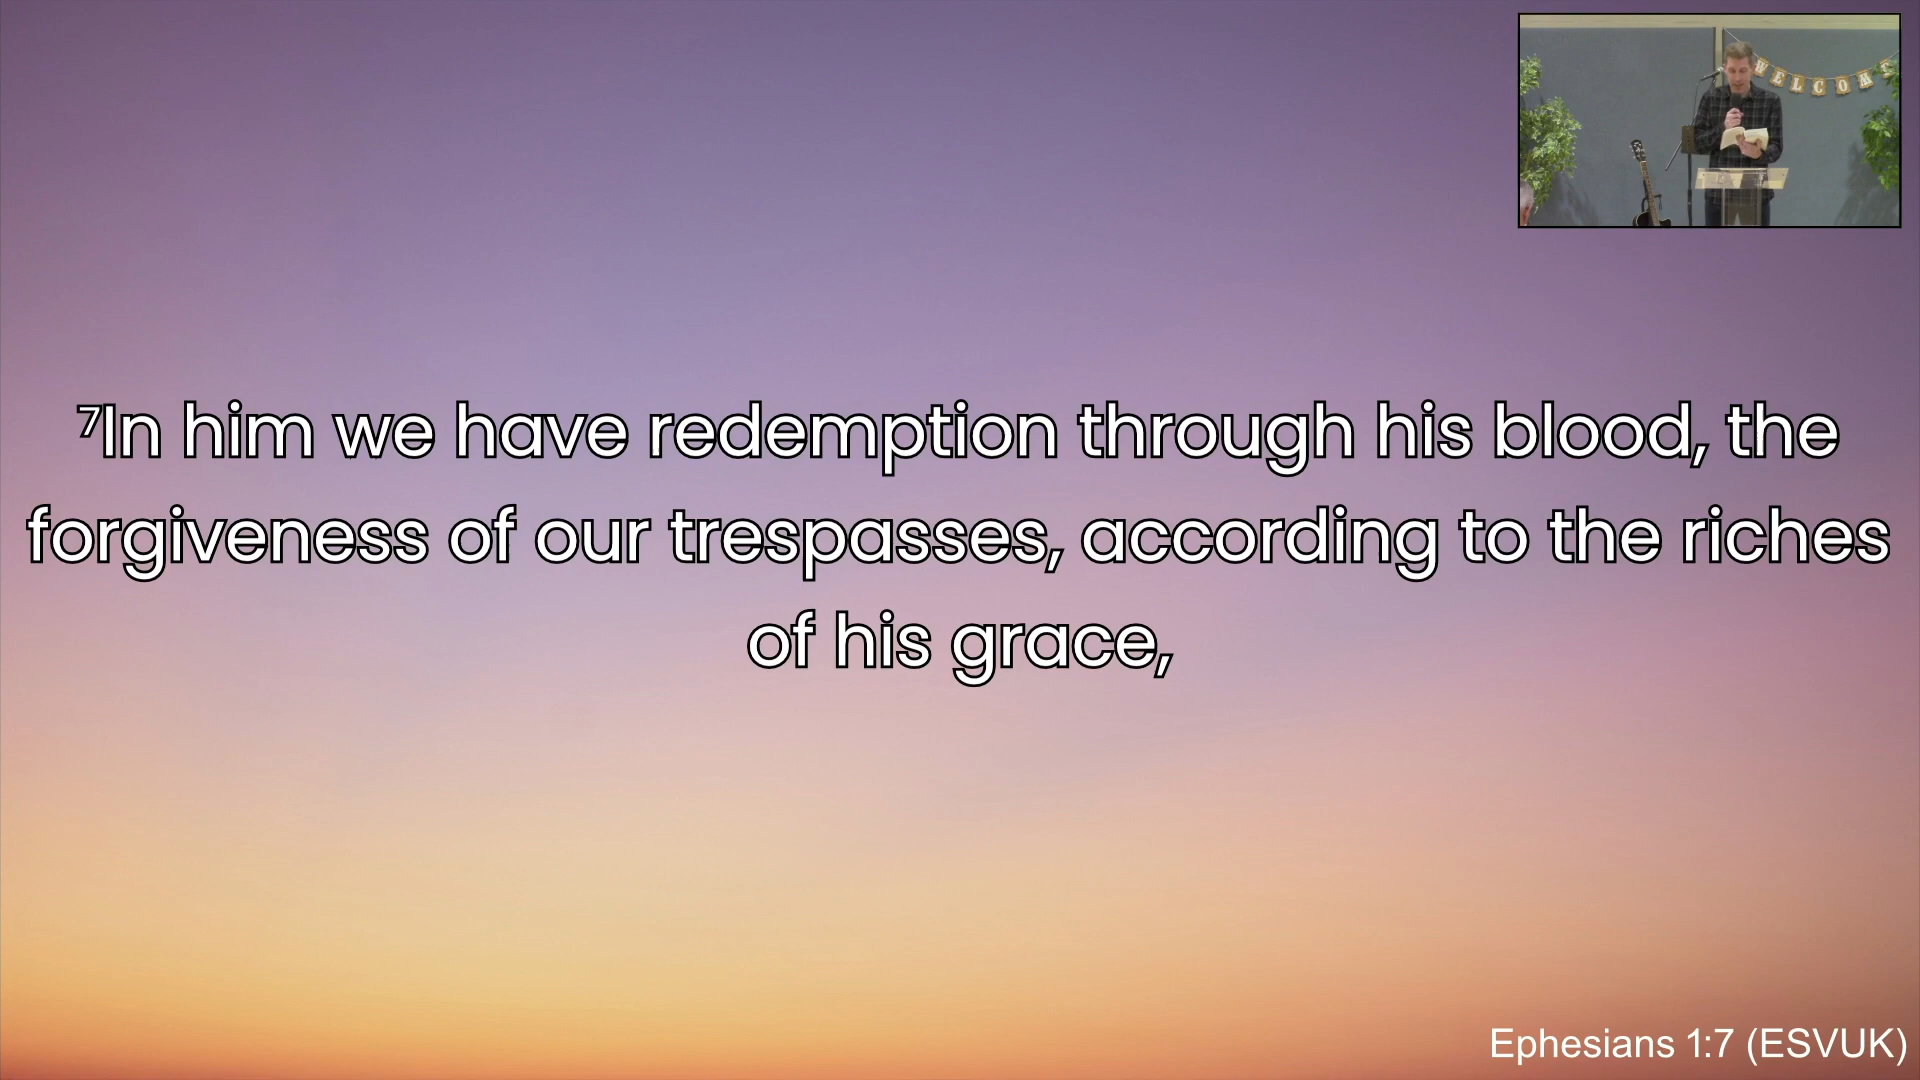 WELCOM
⁷In him we have redemption through his blood, the
forgiveness of our trespasses, according to the riches
of his grace,
Ephesians 1:7 (ESVUK)